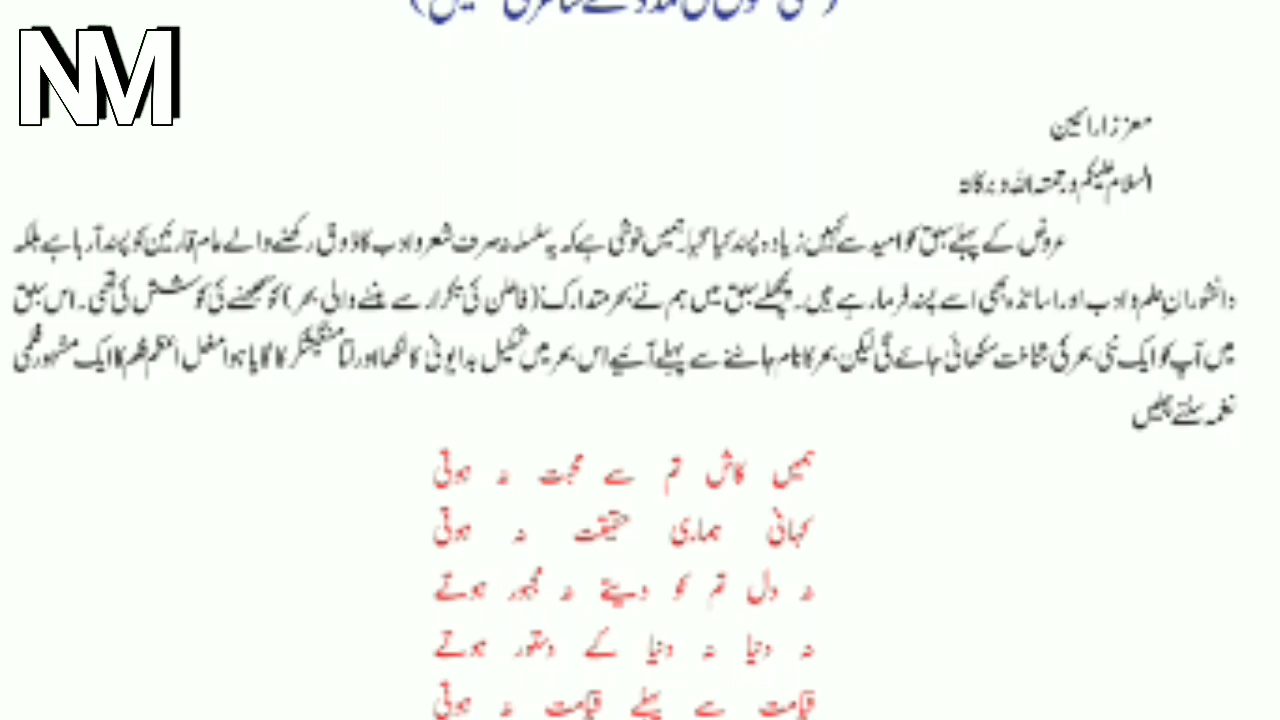 NM
معزز اراکین
السلام علیکم و رحمتہ اللہ و برکاتہ
عروض کے پہلے سبق کو امید سے کہیں زیادہ پسند کیا گیا۔ ہمیں خوشی ہے کہ یہ سلسلہ نہ صرف شعر و ادب کا ذوق رکھنے والے عام قارئین کو پسند آ رہا ہے بلکہ
دانشورانِ علم و ادب اور اساتذہ بھی اسے پسند فرما رہے ہیں۔ پچھلے سبق میں ہم نے بحر متدارک (فاعلن کی تکرار سے بننے والی بحر) کو سمجھنے کی کوشش کی تھی۔ اس سبق
میں آپ کو ایک نئی بحر کی شناخت سکھائی جائے گی لیکن بحر کا نام جاننے سے پہلے آئیے اس بحر میں شکیل بدایونی کا لکھا اور لتا منگیشکر کا گایا ہوا مغل اعظم فلم کا ایک مشہور فلمی
نغمہ سنتے چلیں
ہمیں کاش تم سے محبت نہ ہوتی
کہانی ہماری حقیقت نہ ہوتی
نہ دل تم کو دیتے نہ مجبور ہوتے
نہ دنیا نہ دنیا کے دستور ہوتے
قیامت سے پہلے قیامت نہ ہوتی